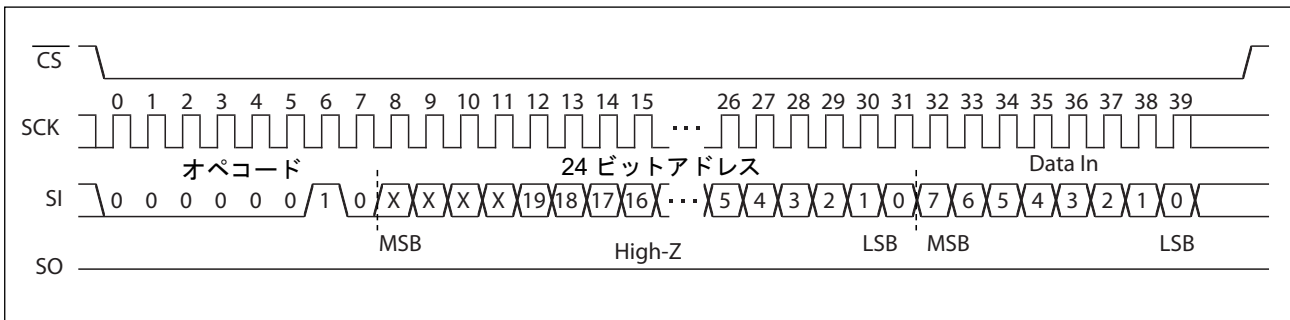 CS
0 1 2 3 4 5 6 7 8 9 10 11 12 13 14 15 26 27 28 29 30 31 32 33 34 35 36 37 38 39
SCK ···
オペコード 24 ビットアドレス Data In
SI 0 0 0 0 0 0 1 0 X X X X 19 18 17 16 ··· 5 4 3 2 1 0 7 6 5 4 3 2 1 0
MSB High-Z LSB MSB LSB
SO